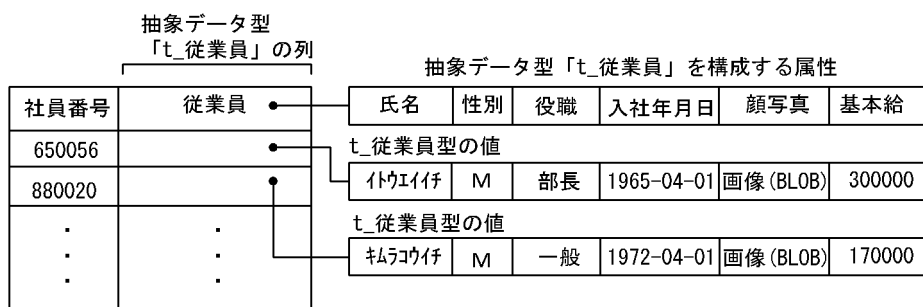 抽象データ型
「t_従業員」の列
抽象データ型「t_従業員」を構成する属性
社員番号 従業員 氏名 性別 役職 入社年月日 顔写真 基本給
t_従業員型の値
650056 ｲﾄｳｴｲｲﾁ M 部長 1965-04-01 画像(BLOB) 300000
t_従業員型の値
880020 ｷﾑﾗｺｳｲﾁ M 一般 1972-04-01 画像(BLOB) 170000